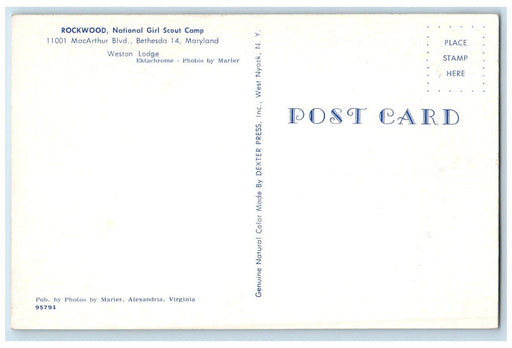 ROCKWOOD, National Girl Scout Camp
11001 MacArthur Blvd., Bethesda 14, Maryland
Weston Lodge
Ektachrome - Photos by Marler
Pub. by Photos by Marler, Alexandria, Virginia
95791
Genuine Natural Color Made By DEXTER PRESS, Inc., West Nyack, N. Y.
PLACE
STAMP
HERE
POST CARD